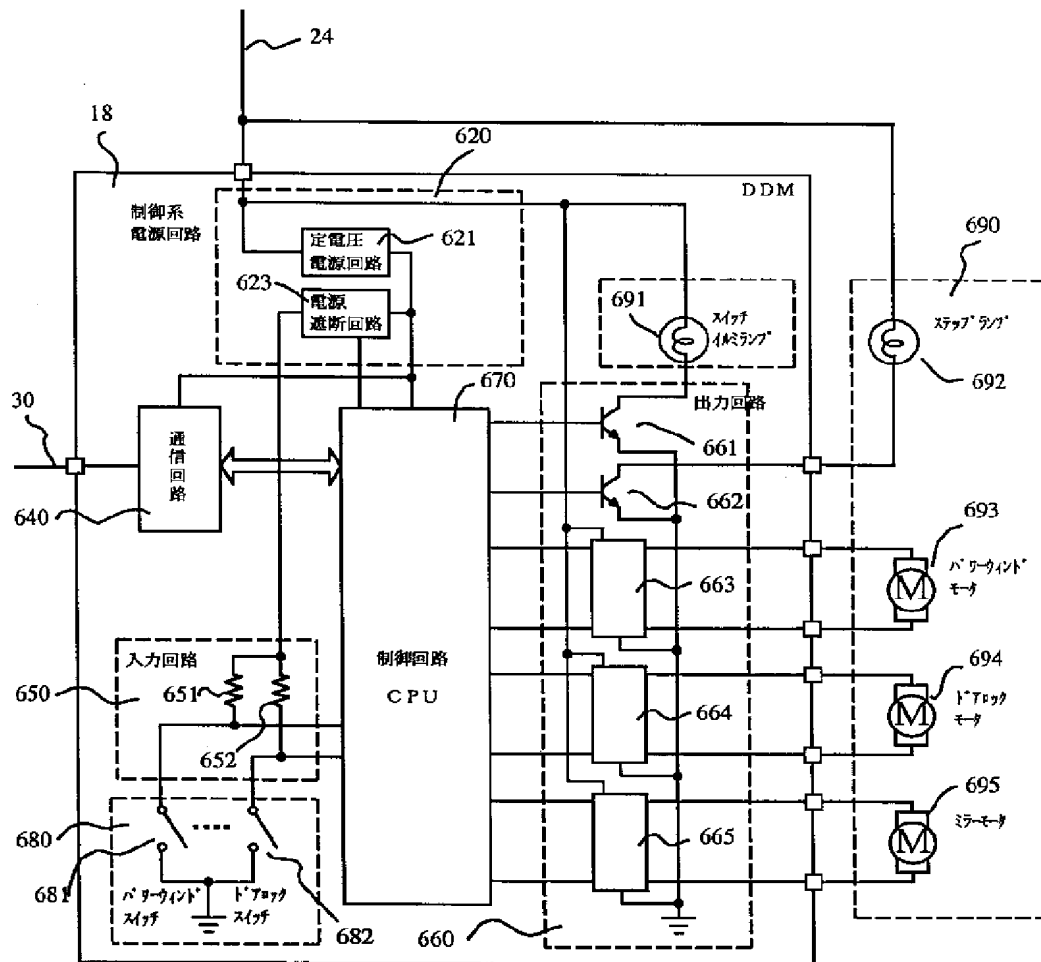 24
18
620
DDM
制御系
電源回路
定電圧
電源回路
621
690
623
電源
遮断回路
691
スイッチ
イルミランプ
ステップランプ
692
30
670
出力回路
通信回路
661
640
662
693
パワーウィンド
モータ
663
入力回路
制御回路
CPU
694
650
651
ドアロック
モータ
664
652
695
ミラーモータ
680
665
681
パワーウィンド
スイッチ
ドアロック
スイッチ
682
660
M
M
M